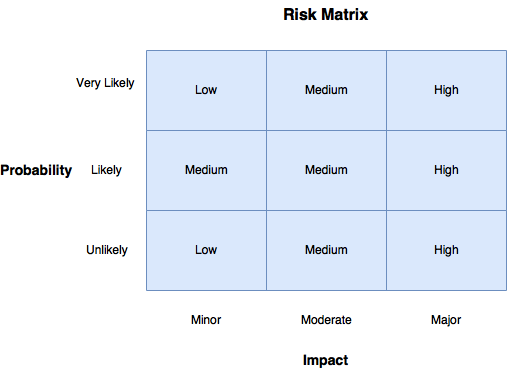 Risk Matrix
Very Likely Low Medium High
Probability Likely Medium Medium High
Unlikely Low Medium High
Minor Moderate Major
Impact